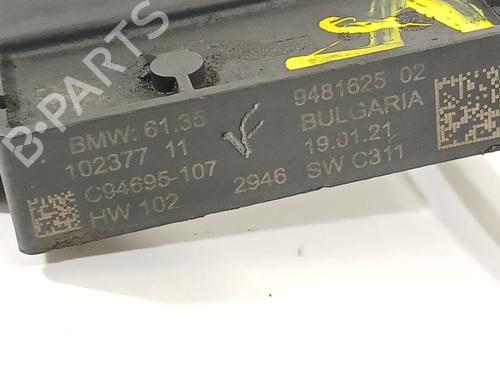 B-PARTS
BMW: 61.35
102377 11
C94695-107
HW 102
2946
9481625 02
BULGARIA
19.01.21
SW C311